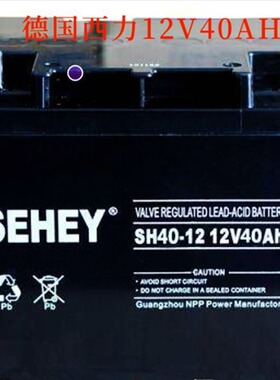 德国西力12V40AH
SEHEY®
VALVE REGULATED LEAD-ACID BATTER
SH40-12 12V40AH
CAUTION:
AVOID SHORT CIRCUIT
DO NOT CHARGE IN A SEALED CONTAINER
Guangzhou NPP Power Manufactor
Pb